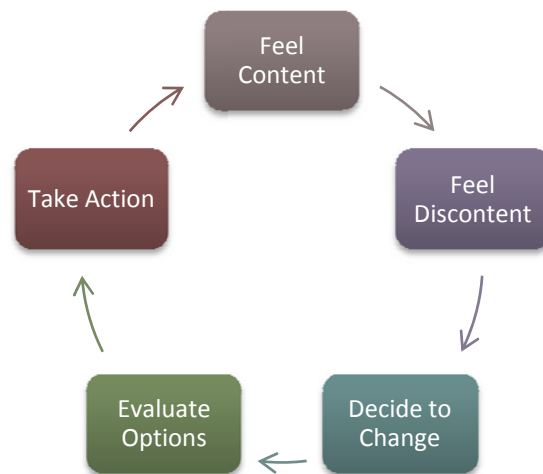 Feel
Content
Feel
Discontent
Decide to
Change
Evaluate
Options
Take Action